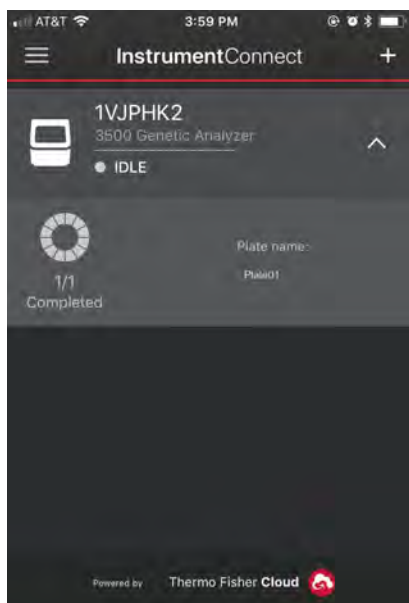 AT&T 3:59 PM
InstrumentConnect +
1VJPHK2
3500 Genetic Analyzer
IDLE
Plate name:
Plate01
1/1
Completed
Powered by Thermo Fisher Cloud